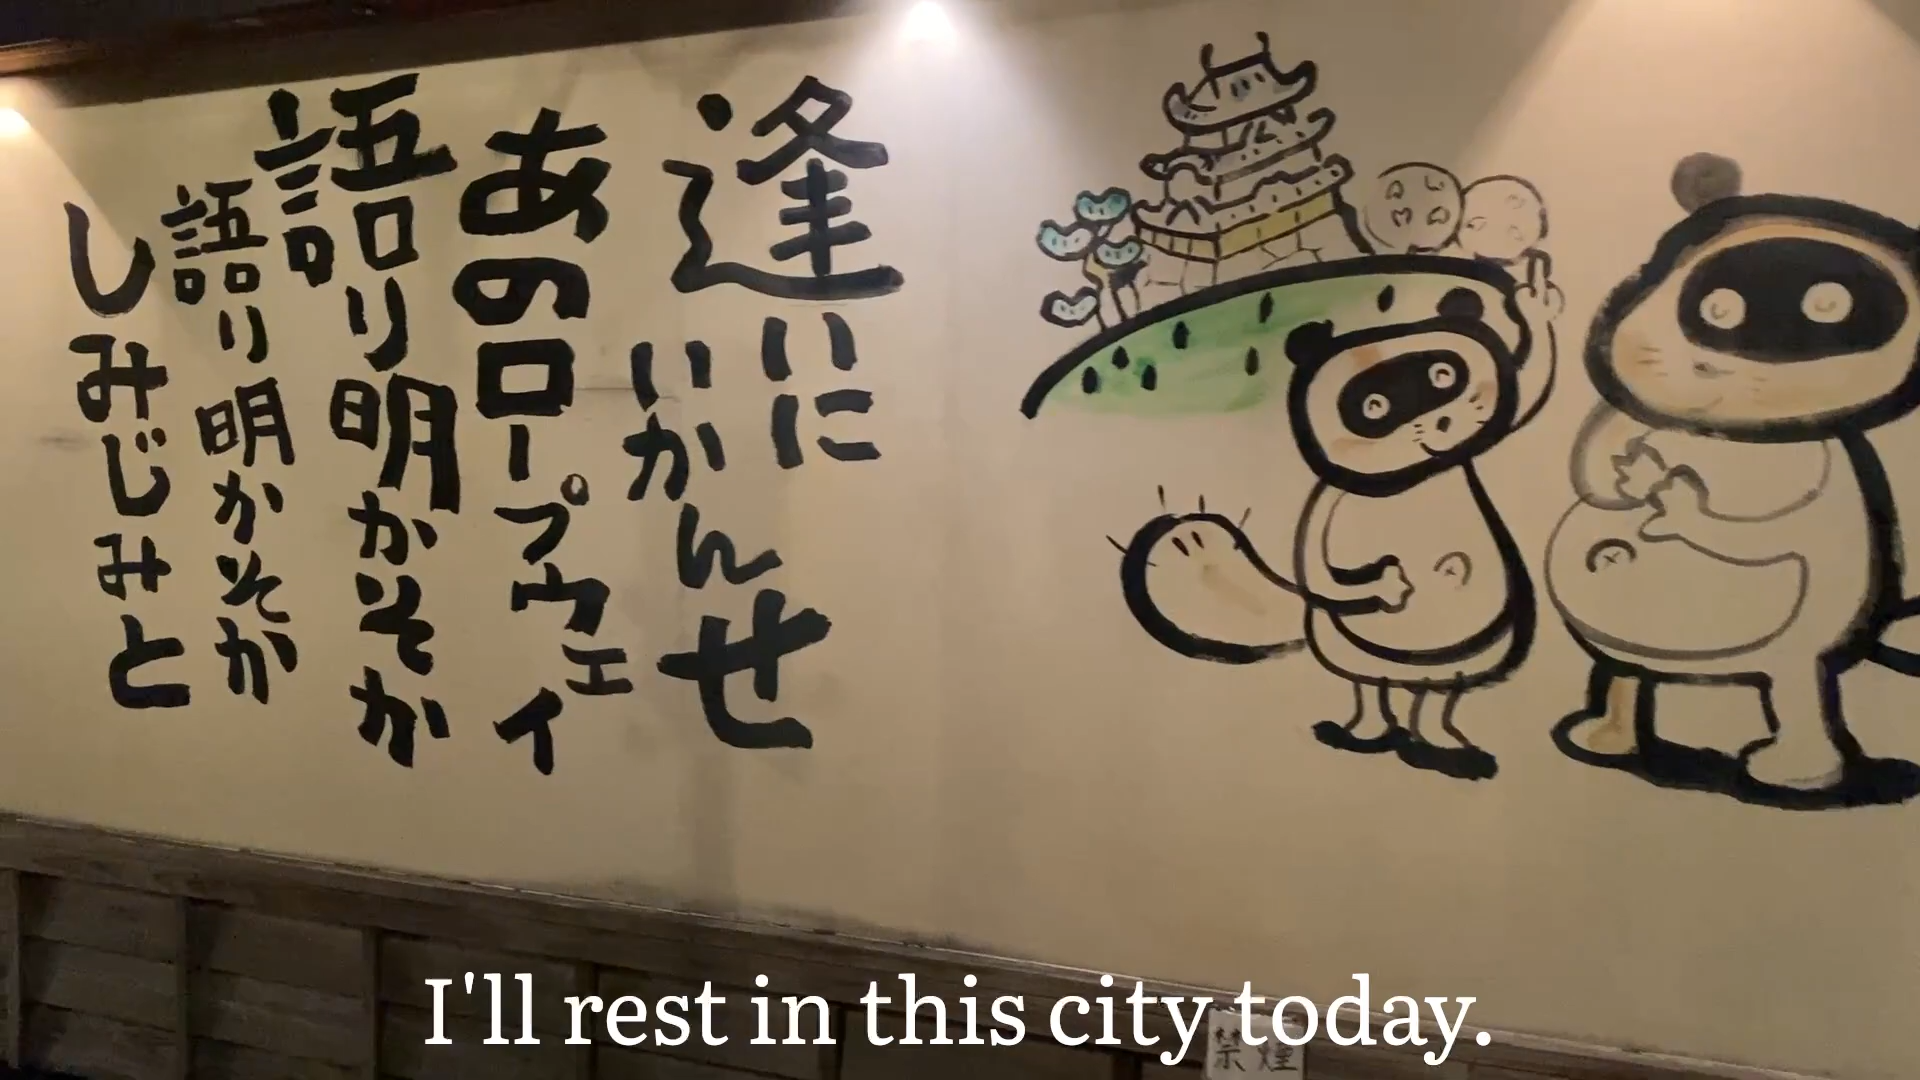 逢いに
いかんせ
あのロープウェイ
語り明かそか
語り明かそか
しみじみと
I'll rest in this city today.
禁煙